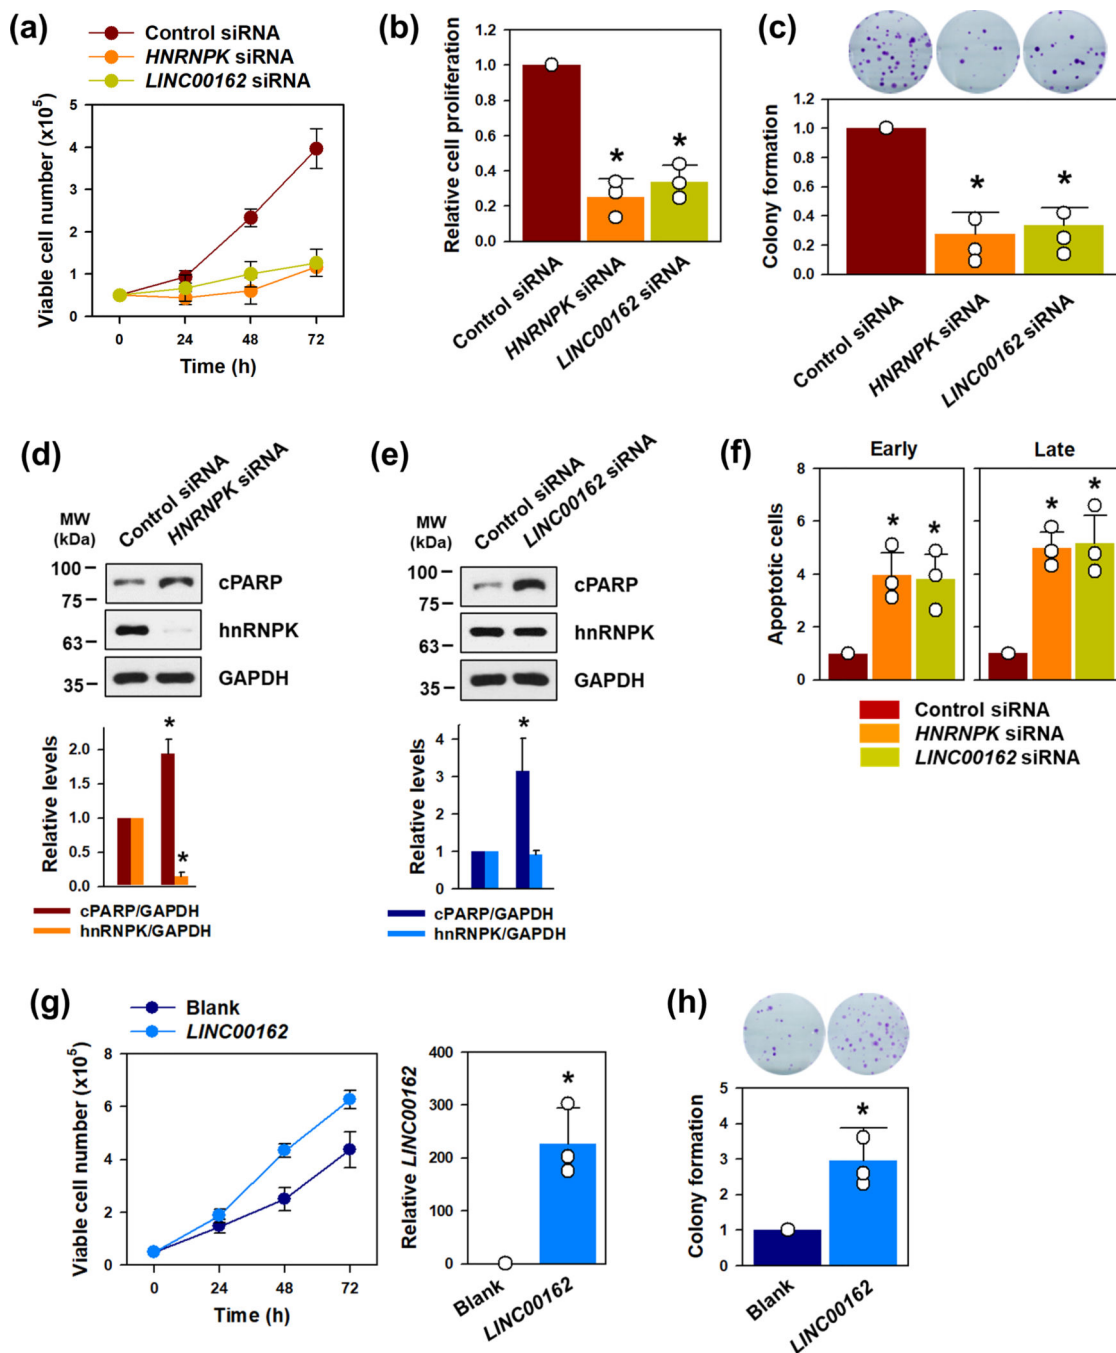 (a)
Control siRNA
HNRNPK siRNA
LINC00162 siRNA
Viable cell number (x10⁵)
5
4
3
2
1
0
0 24 48 72
Time (h)
(b)
Relative cell proliferation
1.2
1.0
0.8
0.6
0.4
0.2
0.0
* *
Control siRNA
HNRNPK siRNA
LINC00162 siRNA
(c)
Colony formation
1.2
1.0
0.8
0.6
0.4
0.2
0.0
* *
Control siRNA
HNRNPK siRNA
LINC00162 siRNA
(d)
MW
(kDa)
Control siRNA
HNRNPK siRNA
100
75
63
35
cPARP
hnRNPK
GAPDH
Relative levels
2.0
1.0
0.0
*
*
cPARP/GAPDH
hnRNPK/GAPDH
(e)
MW
(kDa)
Control siRNA
LINC00162 siRNA
100
75
63
35
cPARP
hnRNPK
GAPDH
Relative levels
4
3
2
1
0
*
cPARP/GAPDH
hnRNPK/GAPDH
(f)
Early Late
Apoptotic cells
8
6
4
2
0
* *
* *
Control siRNA
HNRNPK siRNA
LINC00162 siRNA
(g)
Blank
LINC00162
Viable cell number (x10⁵)
8
6
4
2
0
0 24 48 72
Time (h)
Relative LINC00162
400
300
200
100
0
*
Blank
LINC00162
(h)
Colony formation
5
4
3
2
1
0
*
Blank
LINC00162